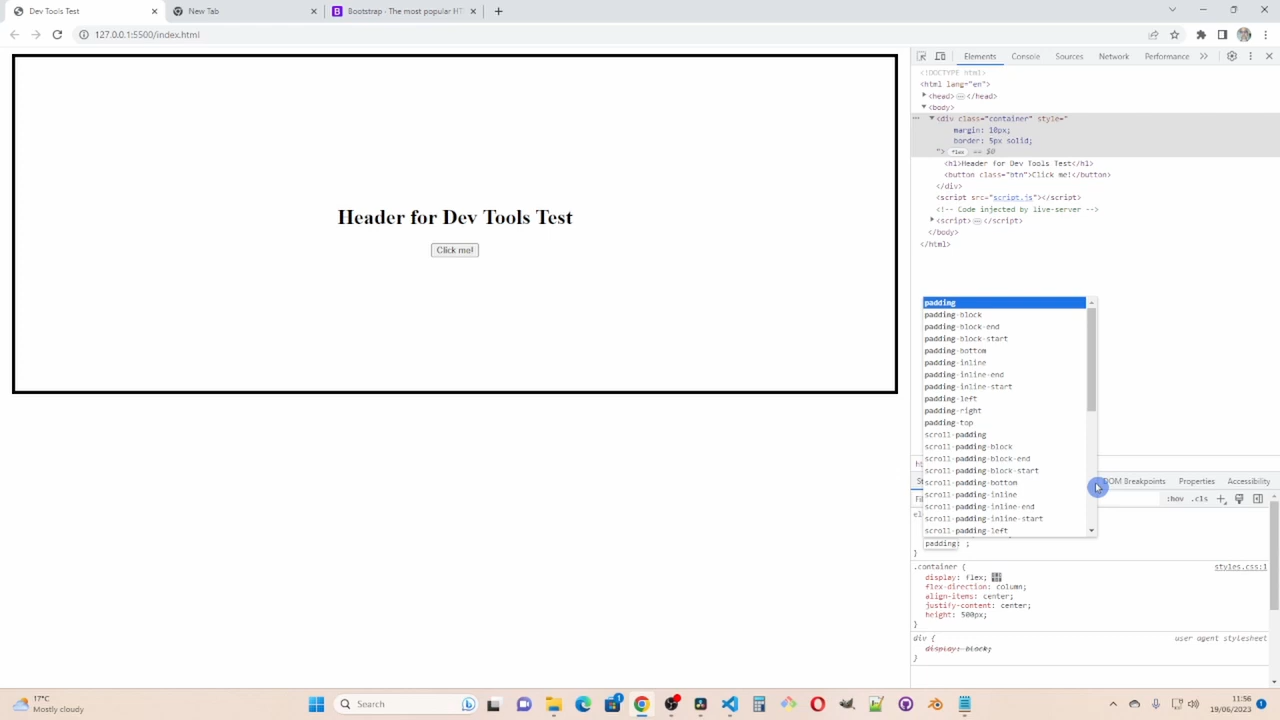 Dev Tools Test
New Tab
Bootstrap · The most popular HT
127.0.0.1:5500/index.html
Header for Dev Tools Test
Click me!
Elements
Console
Sources
Network
Performance
<!DOCTYPE html>
<html lang="en">
<head> </head>
<body>
<div class="container" style="
margin: 10px;
border: 5px solid;
"> flex == $0
<h1>Header for Dev Tools Test</h1>
<button class="btn">Click me!</button>
</div>
<script src="script.js"></script>
<!-- Code injected by live-server -->
<script> </script>
</body>
</html>
padding
padding-block
padding-block-end
padding-block-start
padding-bottom
padding-inline
padding-inline-end
padding-inline-start
padding-left
padding-right
padding-top
scroll-padding
scroll-padding-block
scroll-padding-block-end
scroll-padding-block-start
scroll-padding-bottom
scroll-padding-inline
scroll-padding-inline-end
scroll-padding-inline-start
scroll-padding-left
DOM Breakpoints
Properties
Accessibility
:hov .cls
padding: ;
}
.container {
styles.css:1
display: flex;
flex-direction: column;
align-items: center;
justify-content: center;
height: 500px;
}
div {
user agent stylesheet
display: block;
}
17°C
Mostly cloudy
Search
11:56
19/06/2023